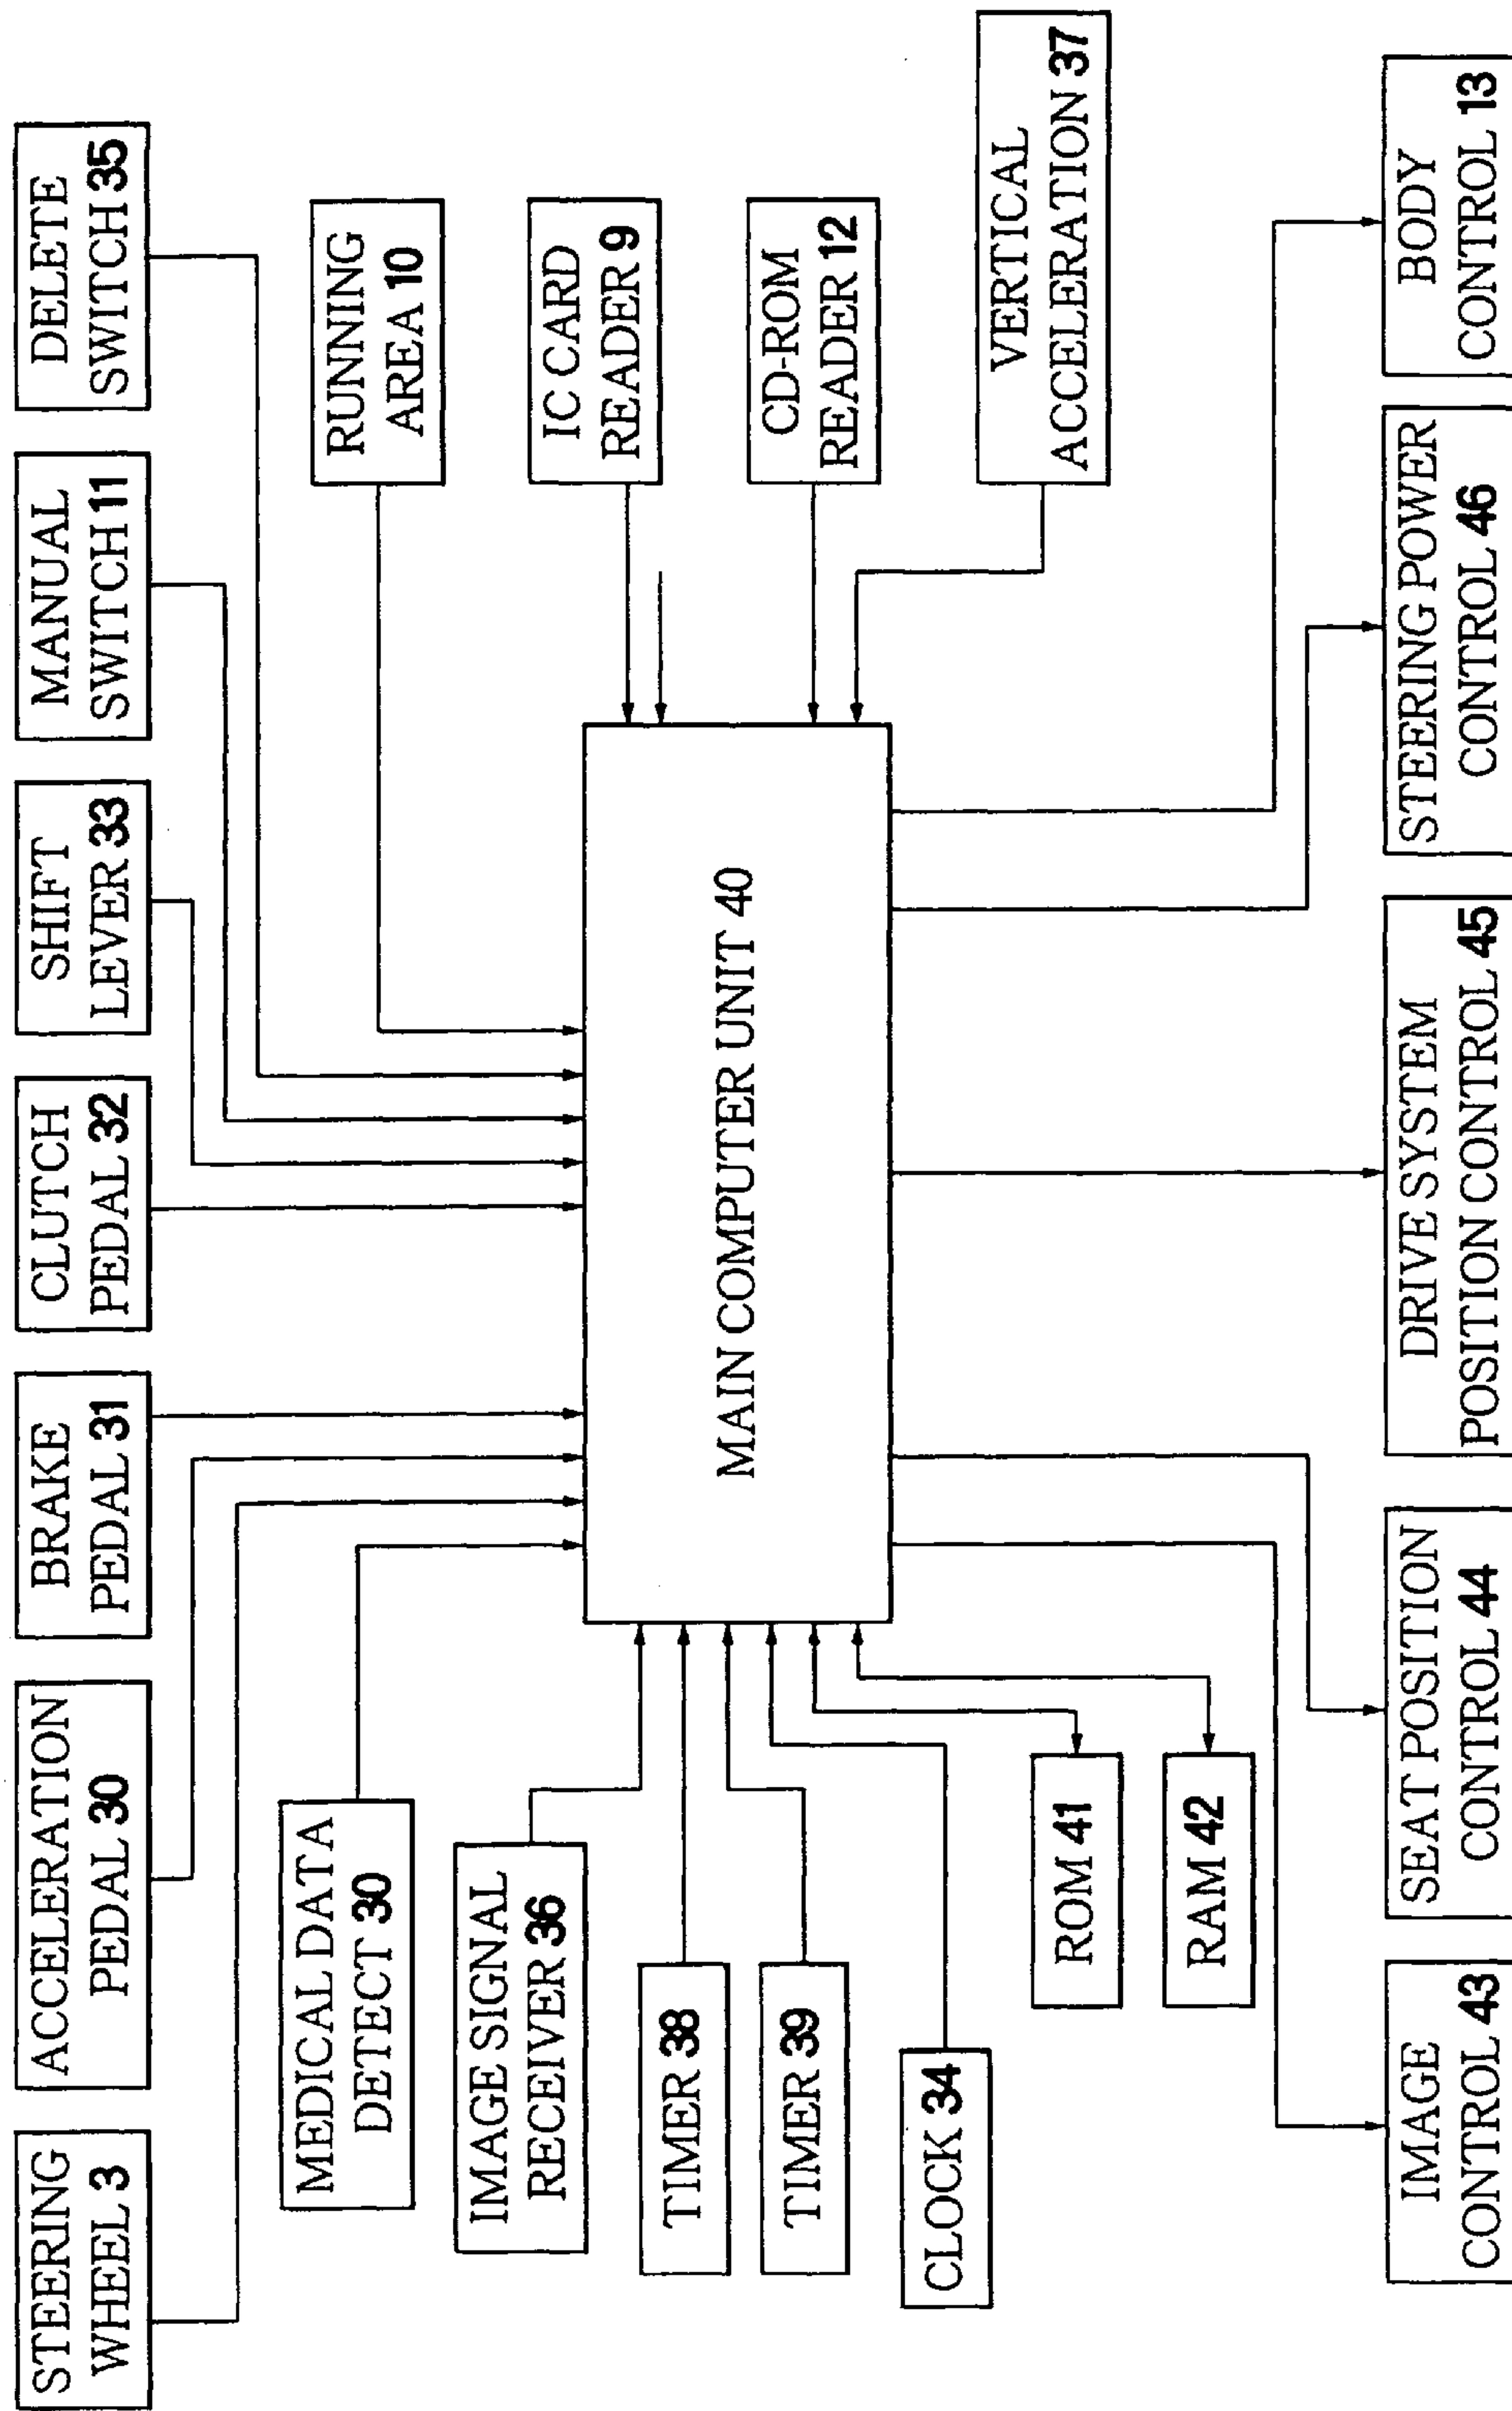 STEERING
WHEEL 3
ACCELERATION
PEDAL 30
BRAKE
PEDAL 31
CLUTCH
PEDAL 32
SHIFT
LEVER 33
MANUAL
SWITCH 11
DELETE
SWITCH 35
MEDICAL DATA
DETECT 30
RUNNING
AREA 10
IMAGE SIGNAL
RECEIVER 36
IC CARD
READER 9
TIMER 38
TIMER 39
MAIN COMPUTER UNIT 40
CD-ROM
READER 12
CLOCK 34
VERTICAL
ACCELERATION 37
ROM 41
RAM 42
IMAGE
CONTROL 43
SEAT POSITION
CONTROL 44
DRIVE SYSTEM
POSITION CONTROL 45
STEERING POWER
CONTROL 46
BODY
CONTROL 13